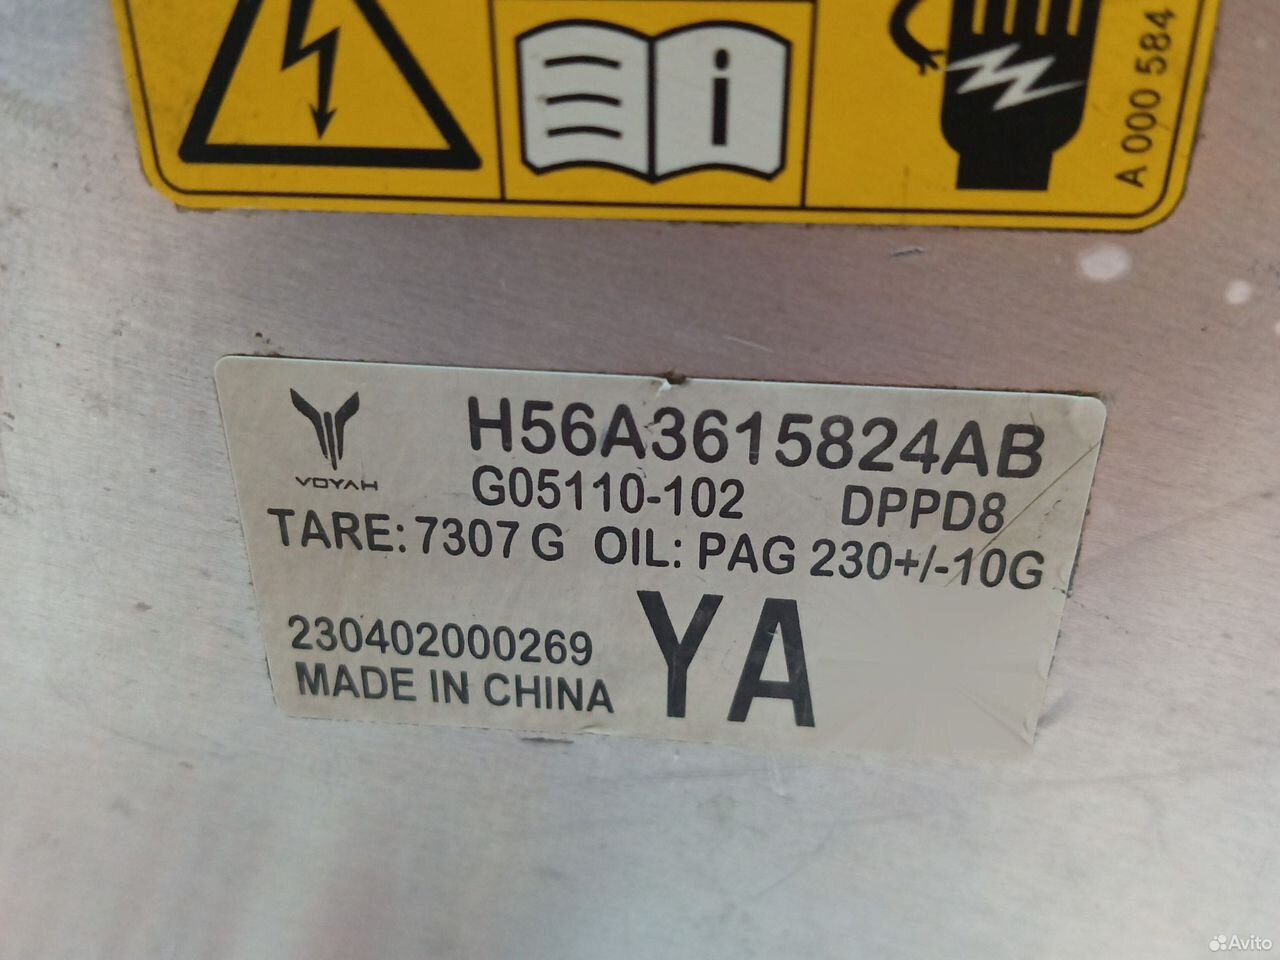 i
A 000 584
VOYAH
H56A3615824AB
G05110-102 DPPD8
TARE: 7307 G OIL: PAG 230+/-10G
230402000269
MADE IN CHINA
YA
Avito